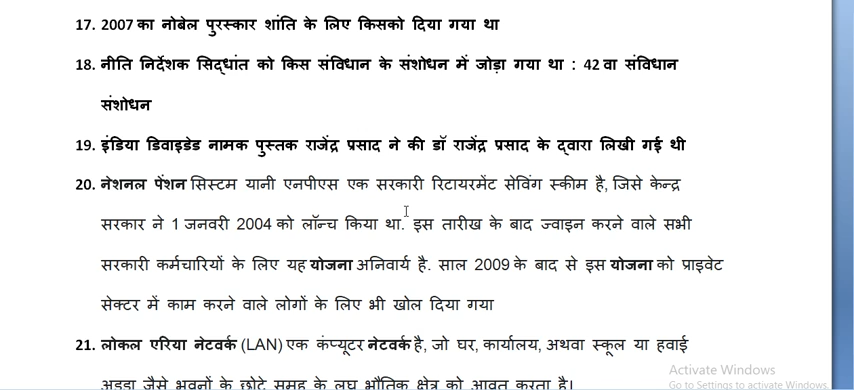 17. 2007 का नोबेल पुरस्कार शांति के लिए किसको दिया गया था
18. नीति निर्देशक सिद्धांत को किस संविधान के संशोधन में जोड़ा गया था : 42 वा संविधान
संशोधन
19. इंडिया डिवाइडेड नामक पुस्तक राजेंद्र प्रसाद ने की डॉ राजेंद्र प्रसाद के द्वारा लिखी गई थी
20. नेशनल पेंशन सिस्टम यानी एनपीएस एक सरकारी रिटायरमेंट सेविंग स्कीम है, जिसे केन्द्र
सरकार ने 1 जनवरी 2004 को लॉन्च किया था. इस तारीख के बाद ज्वाइन करने वाले सभी
सरकारी कर्मचारियों के लिए यह योजना अनिवार्य है. साल 2009 के बाद से इस योजना को प्राइवेट
सेक्टर में काम करने वाले लोगों के लिए भी खोल दिया गया
21. लोकल एरिया नेटवर्क (LAN) एक कंप्यूटर नेटवर्क है, जो घर, कार्यालय, अथवा स्कूल या हवाई
अड्डा जैसे भवनों के छोटे समूह के लघु भौतिक क्षेत्र को आवृत करता है।
Activate Windows
Go to Settings to activate Windows.